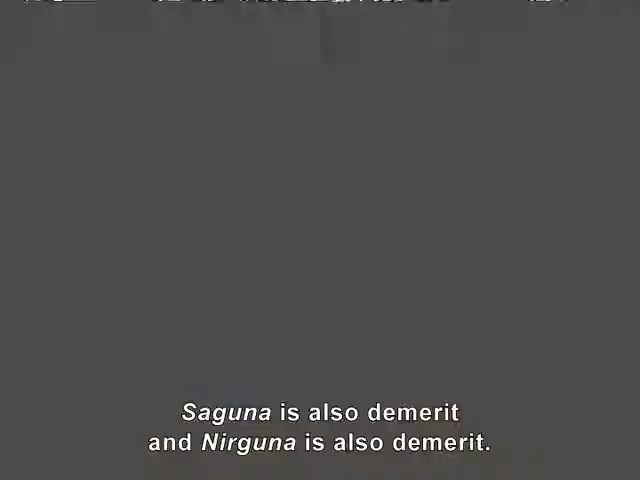 Saguna is also demerit
and Nirguna is also demerit.